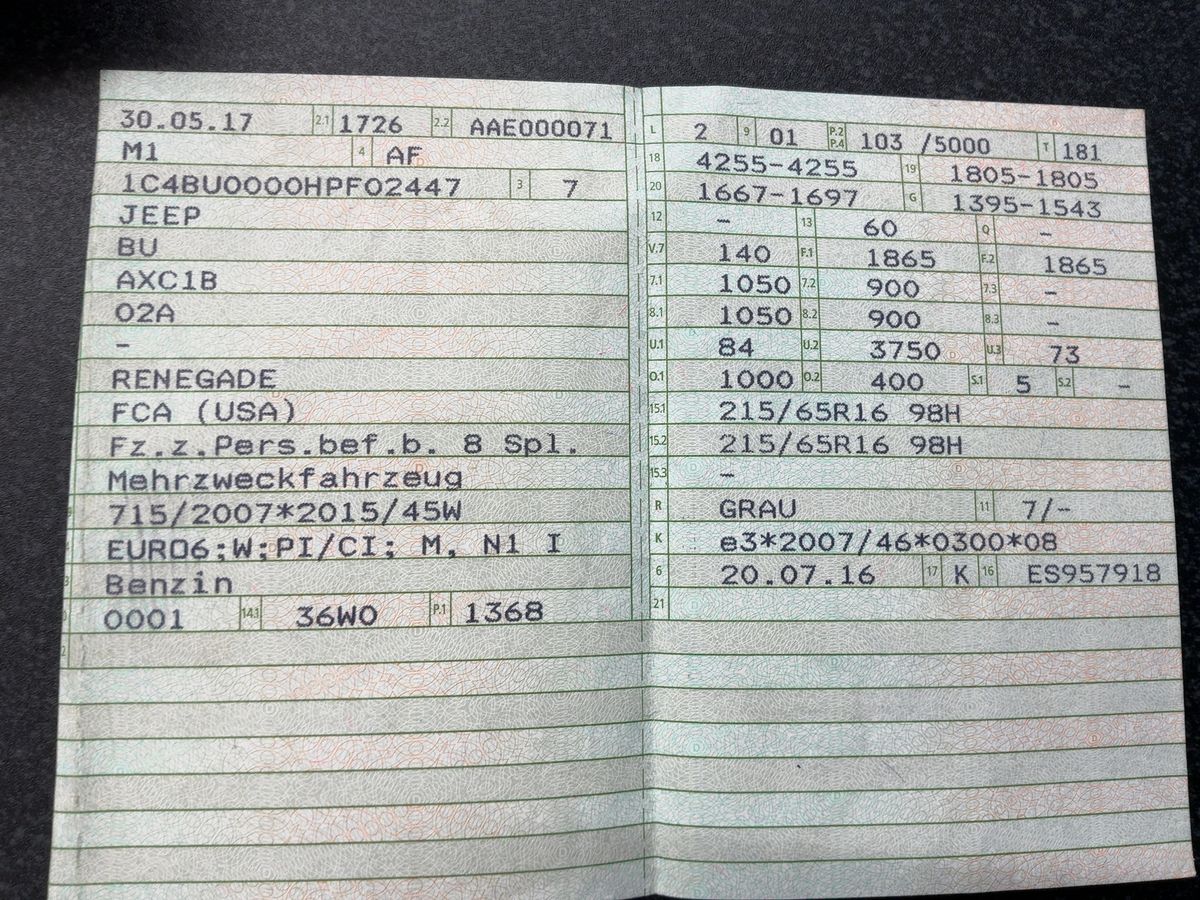 30.05.17 2.1 1726 2.2 AAE000071
M1 4 AF
1C4BU0000HPF02447 3 7
JEEP
BU
AXC1B
02A
-
RENEGADE
FCA (USA)
Fz.z.Pers.bef.b. 8 Spl.
Mehrzweckfahrzeug
715/2007*2015/45W
EURO6;W;PI/CI; M, N1 I
Benzin
0001 14.1 36W0 P.1 1368
L 2 9 01 P.2 P.4 103 /5000 T 181
18 4255-4255 19 1805-1805
20 1667-1697 G 1395-1543
12 - 13 60 Q -
V.7 140 F.1 1865 F.2 1865
7.1 1050 7.2 900 7.3 -
8.1 1050 8.2 900 8.3 -
U.1 84 U.2 3750 U.3 73
O.1 1000 O.2 400 S.1 5 S.2 -
15.1 215/65R16 98H
15.2 215/65R16 98H
15.3 -
R GRAU 11 7/-
K e3*2007/46*0300*08
6 20.07.16 17 K 16 ES957918
21